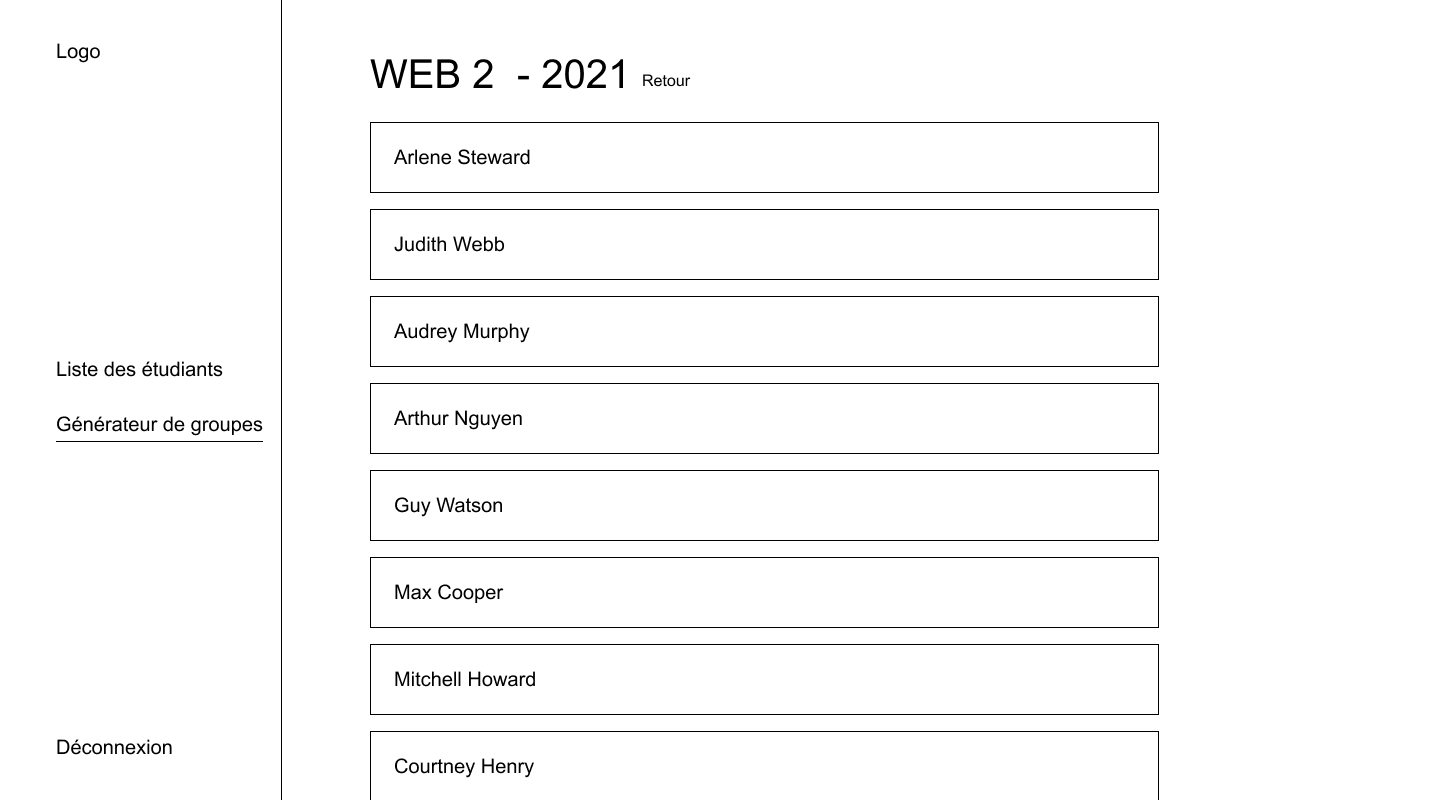 Logo
Liste des étudiants
Générateur de groupes
Déconnexion
WEB 2  - 2021 Retour
Arlene Steward
Judith Webb
Audrey Murphy
Arthur Nguyen
Guy Watson
Max Cooper
Mitchell Howard
Courtney Henry